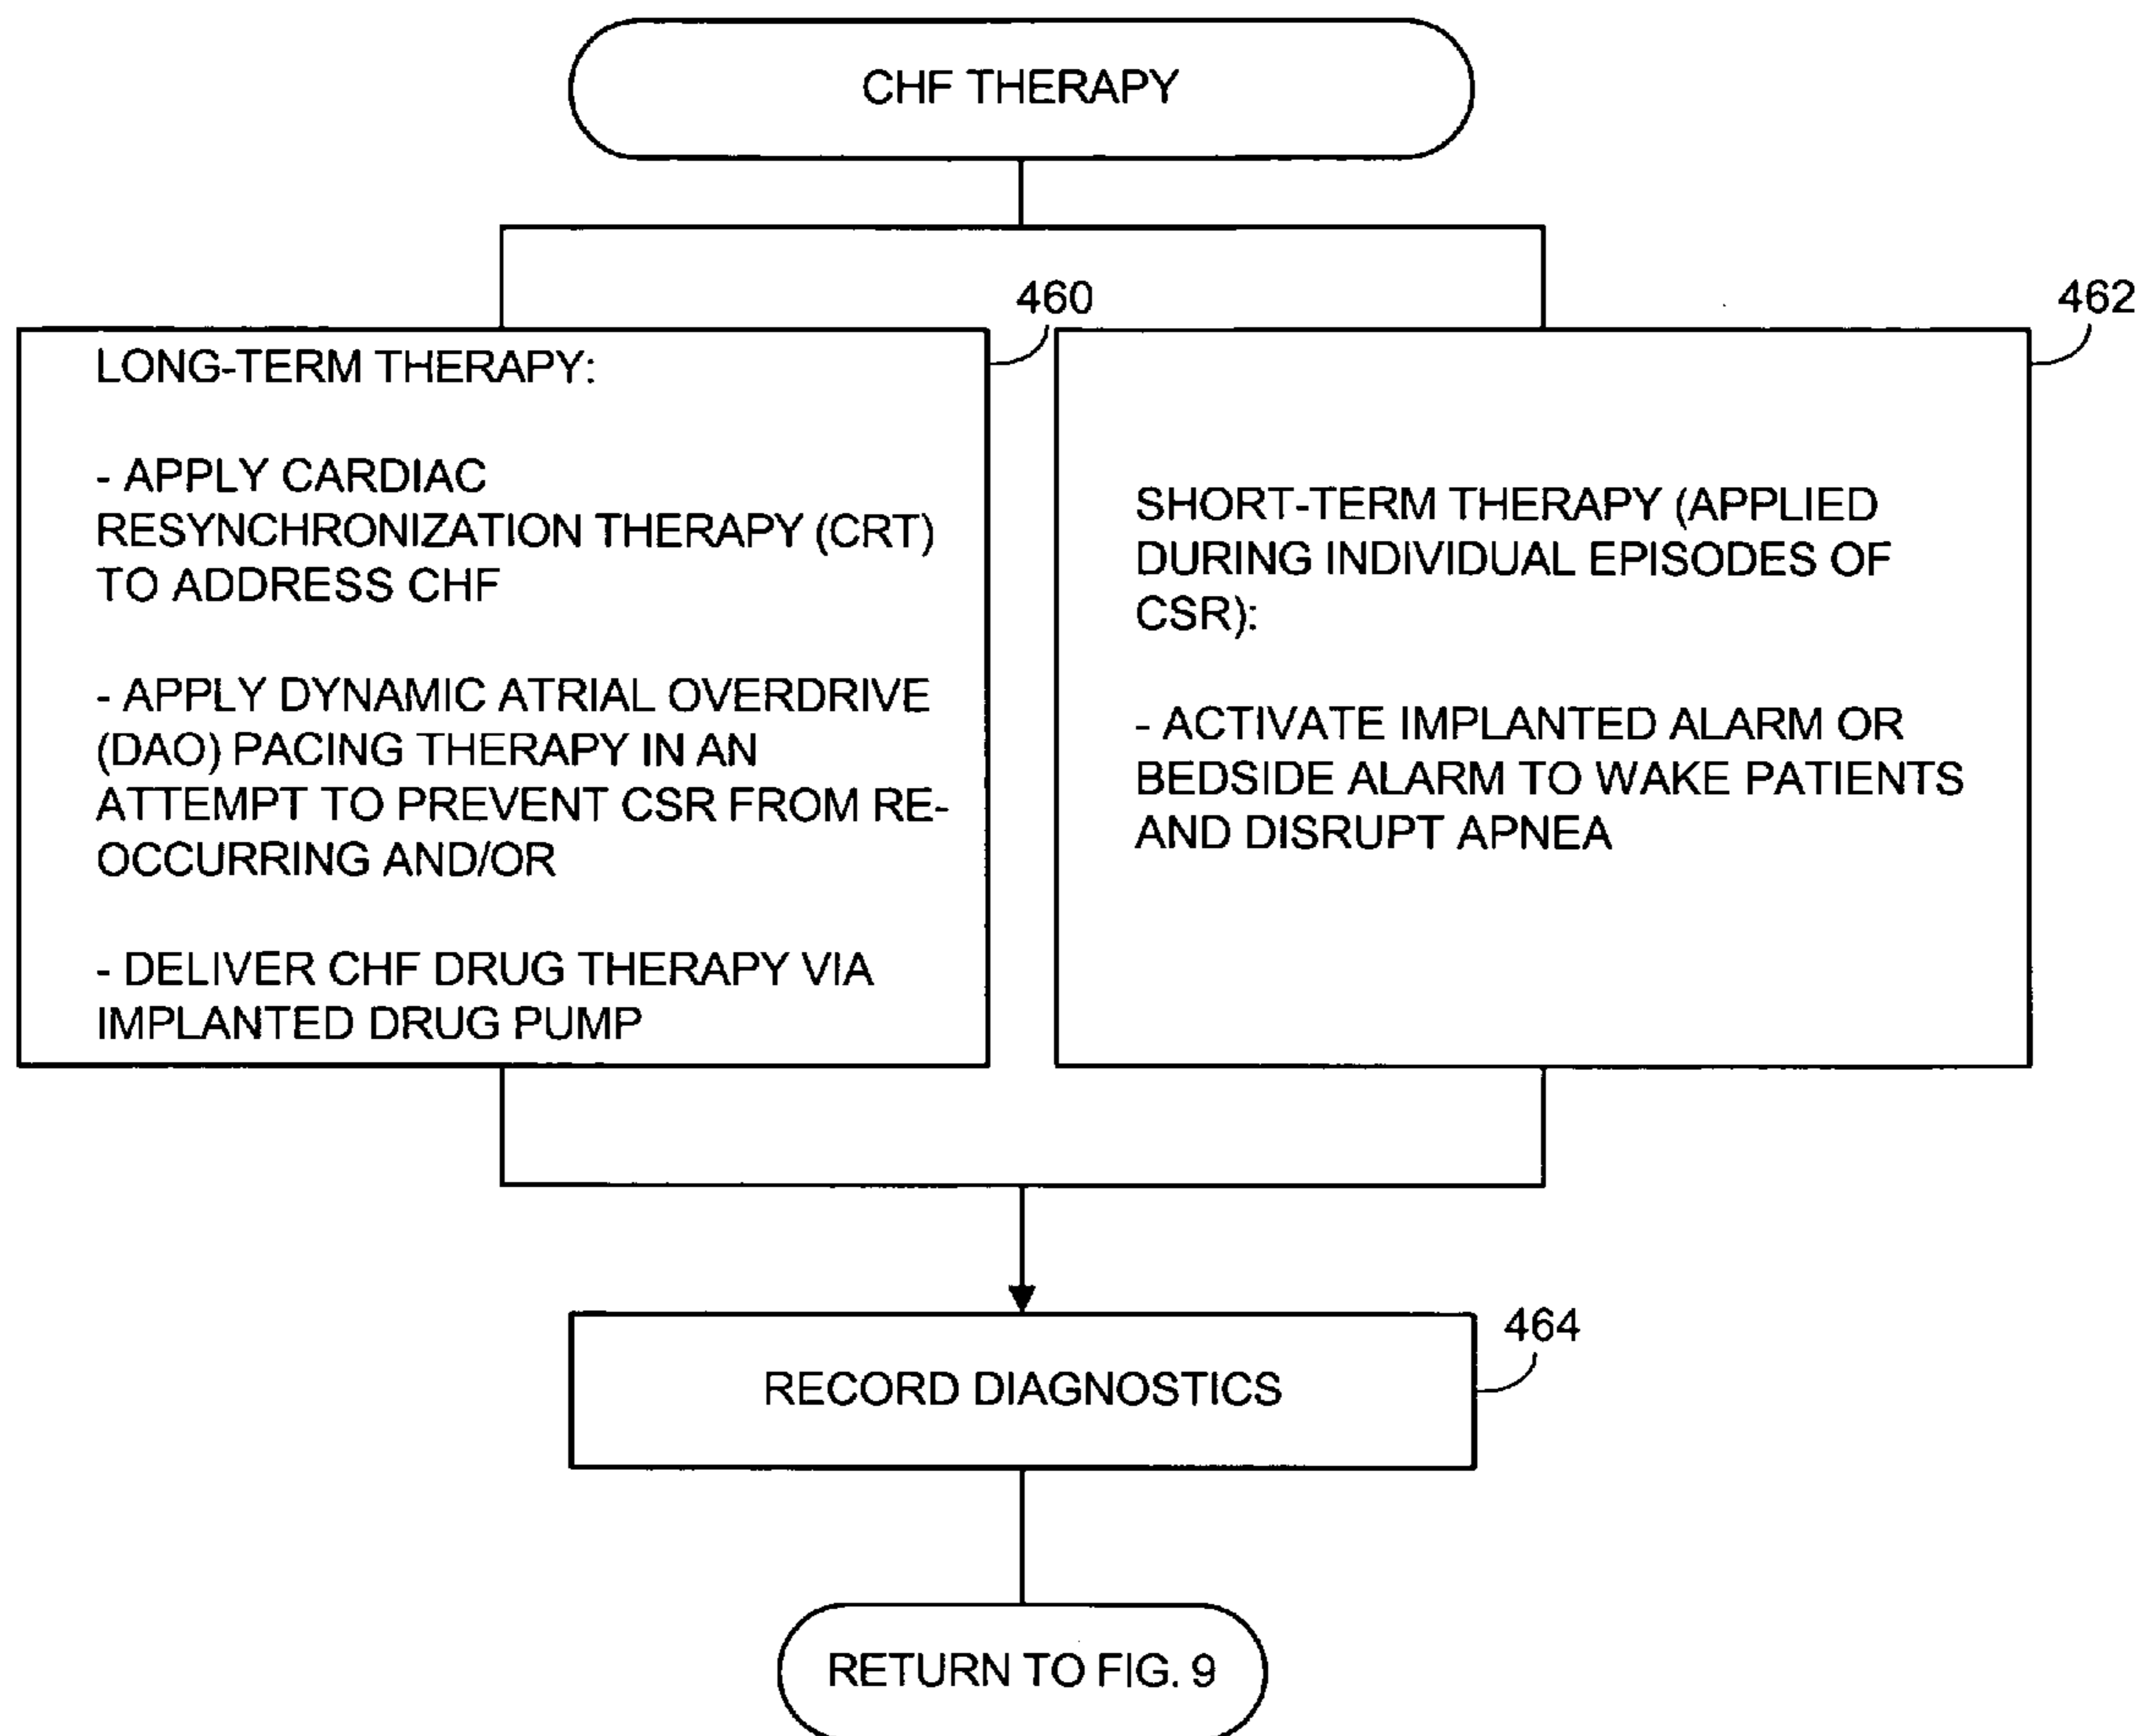 CHF THERAPY
460
LONG-TERM THERAPY:
- APPLY CARDIAC
RESYNCHRONIZATION THERAPY (CRT)
TO ADDRESS CHF
- APPLY DYNAMIC ATRIAL OVERDRIVE
(DAO) PACING THERAPY IN AN
ATTEMPT TO PREVENT CSR FROM RE-
OCCURRING AND/OR
- DELIVER CHF DRUG THERAPY VIA
IMPLANTED DRUG PUMP
462
SHORT-TERM THERAPY (APPLIED
DURING INDIVIDUAL EPISODES OF
CSR):
- ACTIVATE IMPLANTED ALARM OR
BEDSIDE ALARM TO WAKE PATIENTS
AND DISRUPT APNEA
464
RECORD DIAGNOSTICS
RETURN TO FIG. 9